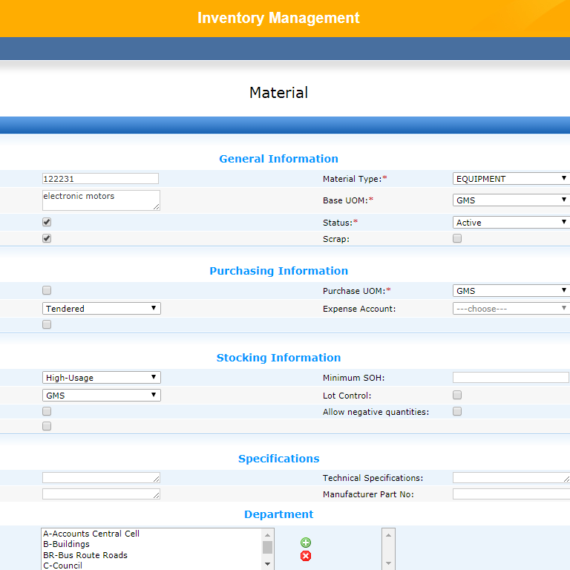 Inventory Management
Material
General Information
122231 Material Type:* EQUIPMENT
electronic motors Base UOM:* GMS
Status:* Active
Scrap:
Purchasing Information
Purchase UOM:* GMS
Tendered Expense Account: ---choose---
Stocking Information
High-Usage Minimum SOH:
GMS Lot Control:
Allow negative quantities:
Specifications
Technical Specifications:
Manufacturer Part No:
Department
A-Accounts Central Cell
B-Buildings
BR-Bus Route Roads
C-Council